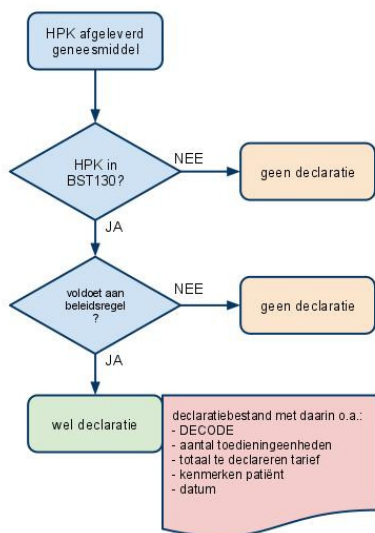 HPK afgeleverd
geneesmiddel
HPK in
BST130?
NEE
geen declaratie
JA
voldoet aan
beleidsregel
?
NEE
geen declaratie
JA
wel declaratie
declaratiebestand met daarin o.a.:
- DECODE
- aantal toedieningeenheden
- totaal te declareren tarief
- kenmerken patiënt
- datum